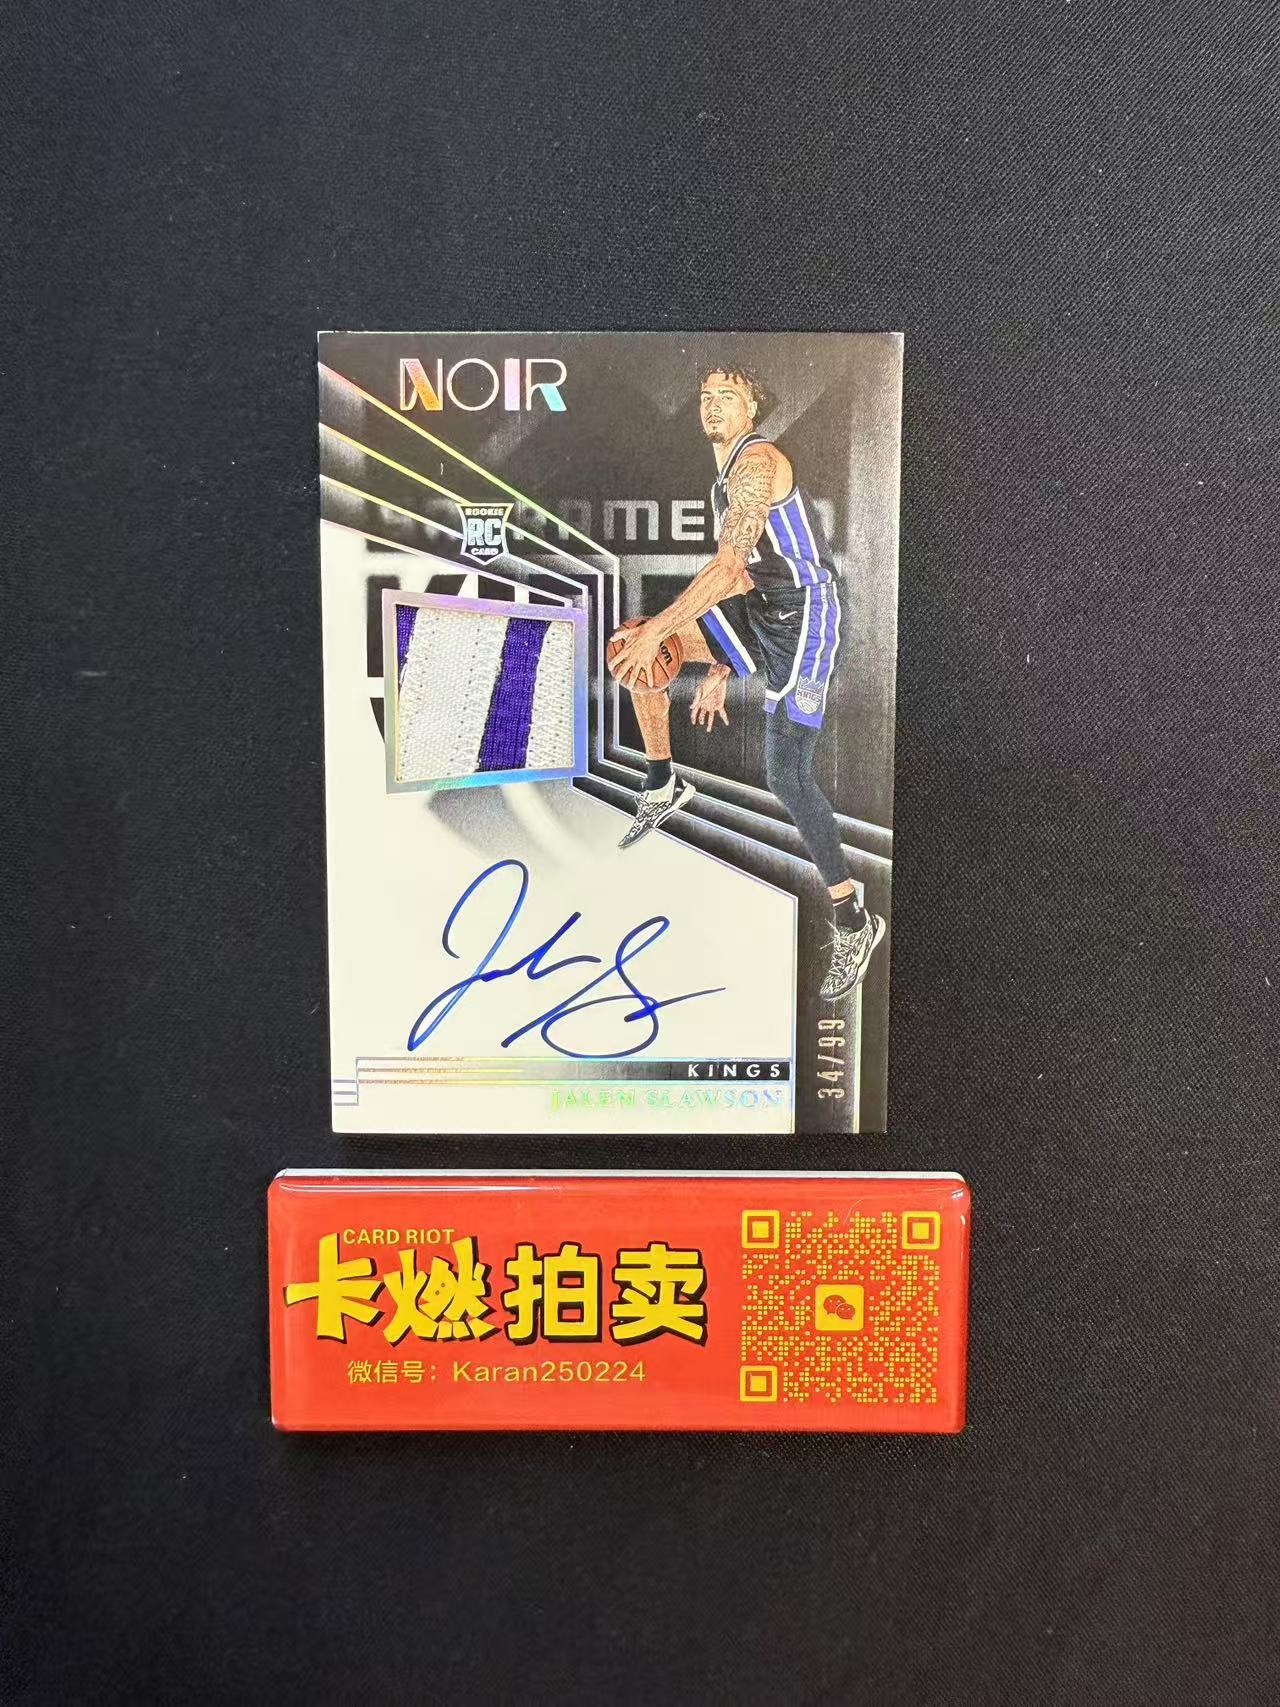 NOIR
ROOKIE
RC
CARD
KINGS
KINGS
JALEN SLAWSON
34/99
CARD RIOT
卡燃拍卖
微信号：Karan250224